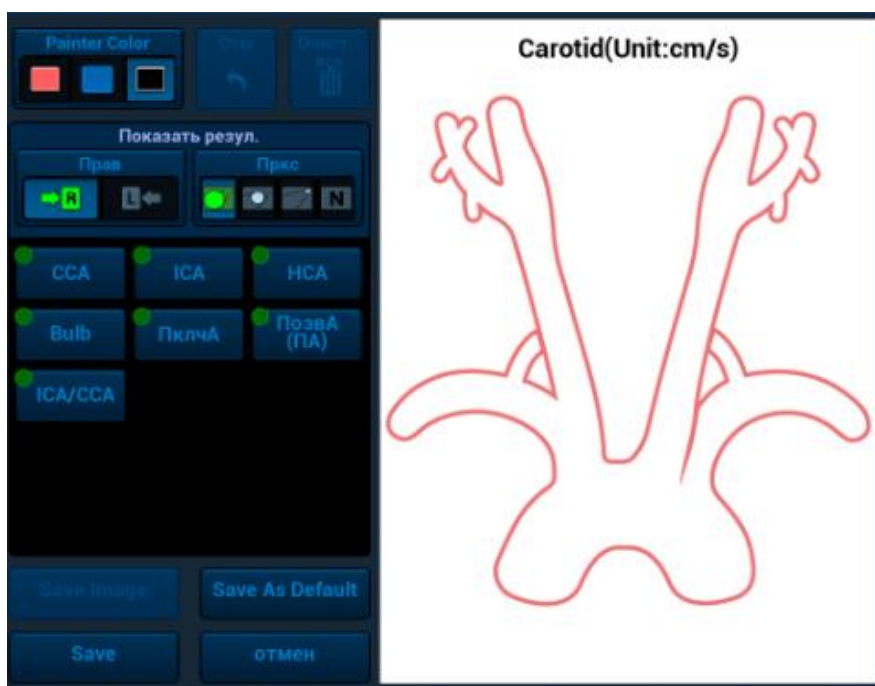 Painter Color
Carotid(Unit:cm/s)
Показать резул.
Прав
Пркс
R
L
N
CCA
ICA
НСА
Bulb
ПклчА
ПозвА
(ПА)
ICA/CCA
Save Image
Save As Default
Save
отмен